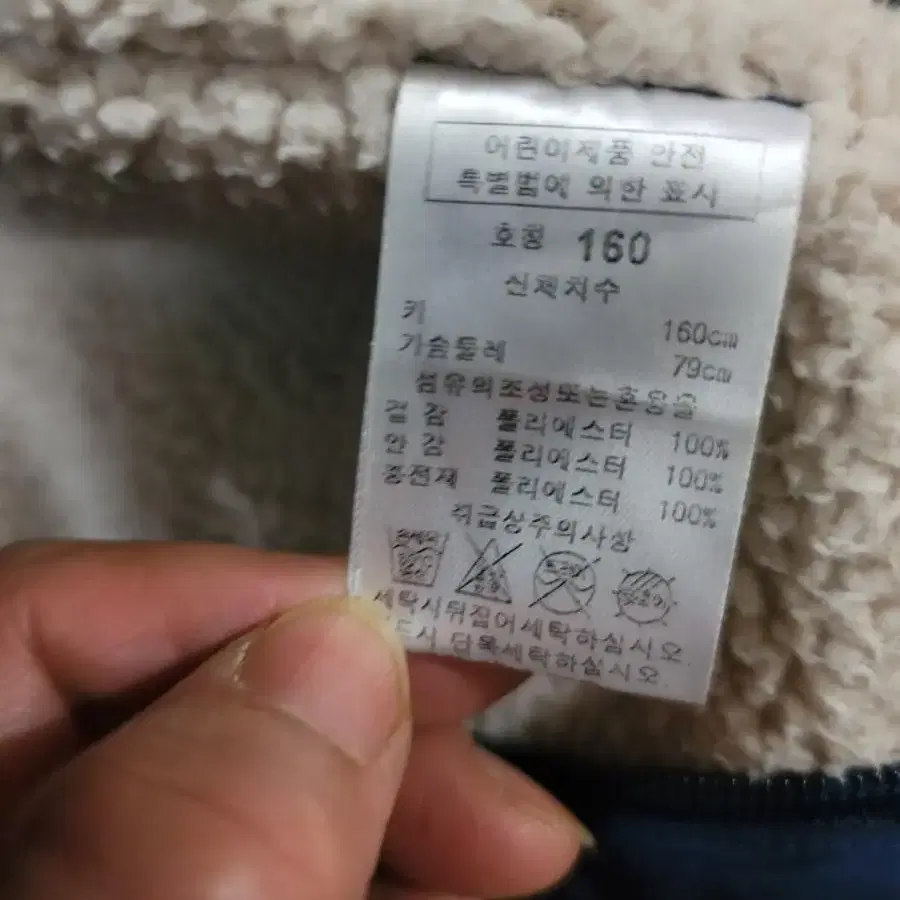 어린이제품 안전
특별법에 의한 표시
호칭 160
신체치수
키 160cm
가슴둘레 79cm
섬유의조성또는혼용율
겉감 폴리에스터 100%
안감 폴리에스터 100%
충전재 폴리에스터 100%
취급상주의사항
세탁시뒤집어세탁하십시오
단독세탁하십시오